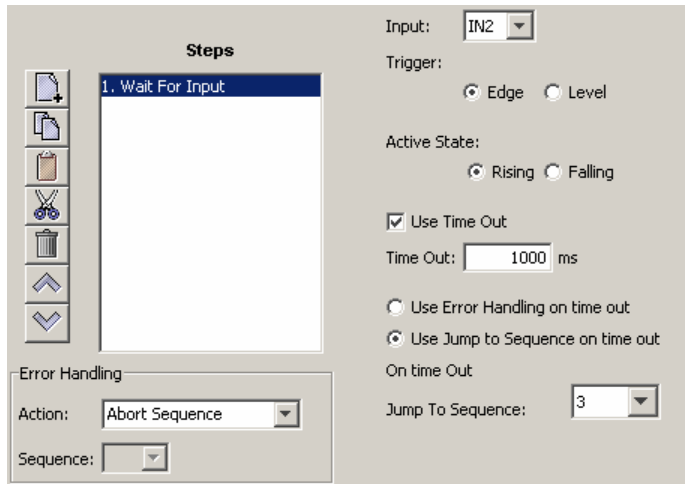 Steps
1. Wait For Input
Error Handling
Action: Abort Sequence
Sequence:
Input: IN2
Trigger:
Edge Level
Active State:
Rising Falling
Use Time Out
Time Out: 1000 ms
Use Error Handling on time out
Use Jump to Sequence on time out
On time Out
Jump To Sequence: 3